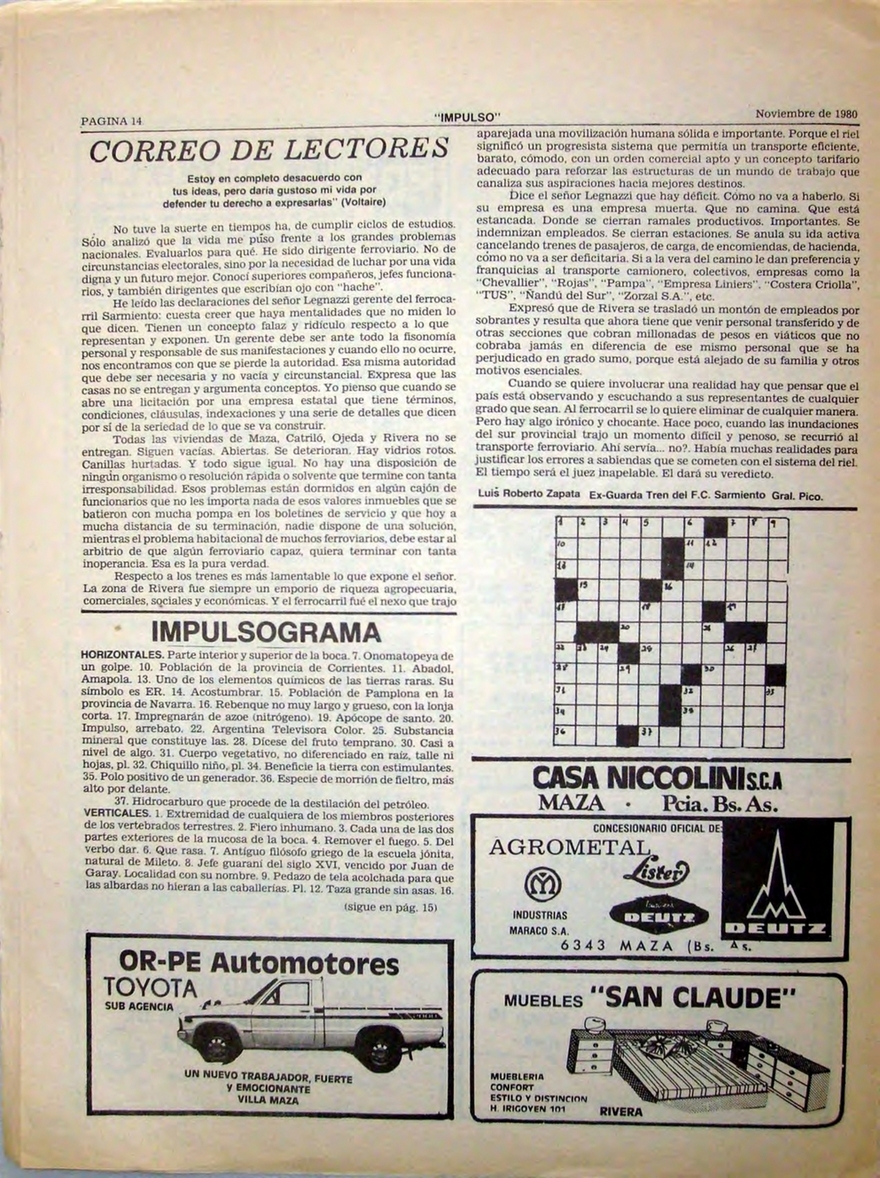 PAGINA 14
"IMPULSO"
Noviembre de 1980
CORREO DE LECTORES
Estoy en completo desacuerdo con
tus ideas, pero daría gustoso mi vida por
defender tu derecho a expresarlas" (Voltaire)
No tuve la suerte en tiempos ha, de cumplir ciclos de estudios.
Sólo analizó que la vida me púso frente a los grandes problemas
nacionales. Evaluarlos para qué. He sido dirigente ferroviario. No de
circunstancias electorales, sino por la necesidad de luchar por una vida
digna y un futuro mejor. Conocí superiores compañeros, jefes funciona-
rios, y también dirigentes que escribían ojo con "hache".
He leído las declaraciones del señor Legnazzi gerente del ferroca-
rril Sarmiento: cuesta creer que haya mentalidades que no miden lo
que dicen. Tienen un concepto falaz y ridículo respecto a lo que
representan y exponen. Un gerente debe ser ante todo la fisonomía
personal y responsable de sus manifestaciones y cuando ello no ocurre,
nos encontramos con que se pierde la autoridad. Esa misma autoridad
que debe ser necesaria y no vacía y circunstancial. Expresa que las
casas no se entregan y argumenta conceptos. Yo pienso que cuando se
abre una licitación por una empresa estatal que tiene términos,
condiciones, cláusulas, indexaciones y una serie de detalles que dicen
por sí de la seriedad de lo que se va construir.
Todas las viviendas de Maza, Catriló, Ojeda y Rivera no se
entregan. Siguen vacías. Abiertas. Se deterioran. Hay vidrios rotos.
Canillas hurtadas. Y todo sigue igual. No hay una disposición de
ningún organismo o resolución rápida o solvente que termine con tanta
irresponsabilidad. Esos problemas están dormidos en algún cajón de
funcionarios que no les importa nada de esos valores inmuebles que se
batieron con mucha pompa en los boletines de servicio y que hoy a
mucha distancia de su terminación, nadie dispone de una solución,
mientras el problema habitacional de muchos ferroviarios, debe estar al
arbitrio de que algún ferroviario capaz, quiera terminar con tanta
inoperancia. Esa es la pura verdad.
Respecto a los trenes es más lamentable lo que expone el señor.
La zona de Rivera fue siempre un emporio de riqueza agropecuaria,
comerciales, sociales y económicas. Y el ferrocarril fué el nexo que trajo
aparejada una movilización humana sólida e importante. Porque el riel
significó un progresista sistema que permitía un transporte eficiente,
barato, cómodo, con un orden comercial apto y un concepto tarifario
adecuado para reforzar las estructuras de un mundo de trabajo que
canaliza sus aspiraciones hacia mejores destinos.
Dice el señor Legnazzi que hay déficit. Cómo no va a haberlo. Si
su empresa es una empresa muerta. Que no camina. Que está
estancada. Donde se cierran ramales productivos. Importantes. Se
indemnizan empleados. Se cierran estaciones. Se anula su ida activa
cancelando trenes de pasajeros, de carga, de encomiendas, de hacienda,
cómo no va a ser deficitaria. Si a la vera del camino le dan preferencia y
franquicias al transporte camionero, colectivos, empresas como la
"Chevallier", "Rojas", "Pampa", "Empresa Liniers", "Costera Criolla",
"TUS", "Ñandú del Sur", "Zorzal S.A.", etc.
Expresó que de Rivera se trasladó un montón de empleados por
sobrantes y resulta que ahora tiene que venir personal transferido y de
otras secciones que cobran millonadas de pesos en viáticos que no
cobraba jamás en diferencia de ese mismo personal que se ha
perjudicado en grado sumo, porque está alejado de su familia y otros
motivos esenciales.
Cuando se quiere involucrar una realidad hay que pensar que el
país está observando y escuchando a sus representantes de cualquier
grado que sean. Al ferrocarril se lo quiere eliminar de cualquier manera.
Pero hay algo irónico y chocante. Hace poco, cuando las inundaciones
del sur provincial trajo un momento difícil y penoso, se recurrió al
transporte ferroviario. Ahí servía... no?. Había muchas realidades para
justificar los errores a sabiendas que se cometen con el sistema del riel.
El tiempo será el juez inapelable. El dará su veredicto.
Luis Roberto Zapata Ex-Guarda Tren del F.C. Sarmiento Gral. Pico.
IMPULSOGRAMA
HORIZONTALES. Parte interior y superior de la boca. 7. Onomatopeya de
un golpe. 10. Población de la provincia de Corrientes. 11. Abadol,
Amapola. 13. Uno de los elementos químicos de las tierras raras. Su
símbolo es ER. 14. Acostumbrar. 15. Población de Pamplona en la
provincia de Navarra. 16. Rebenque no muy largo y grueso, con la lonja
corta. 17. Impregnarán de azoe (nitrógeno). 19. Apócope de santo. 20.
Impulso, arrebato. 22. Argentina Televisora Color. 25. Substancia
mineral que constituye las. 28. Dícese del fruto temprano. 30. Casi a
nivel de algo. 31. Cuerpo vegetativo, no diferenciado en raíz, talle ni
hojas, pl. 32. Chiquillo niño, pl. 34. Beneficie la tierra con estimulantes.
35. Polo positivo de un generador. 36. Especie de morrión de fieltro, más
alto por delante.
37. Hidrocarburo que procede de la destilación del petróleo.
VERTICALES. 1. Extremidad de cualquiera de los miembros posteriores
de los vertebrados terrestres. 2. Fiero inhumano. 3. Cada una de las dos
partes exteriores de la mucosa de la boca. 4. Remover el fuego. 5. Del
verbo dar. 6. Que rasa. 7. Antíguo filósofo griego de la escuela jónita,
natural de Mileto. 8. Jefe guaraní del siglo XVI, vencido por Juan de
Garay. Localidad con su nombre. 9. Pedazo de tela acolchada para que
las albardas no hieran a las caballerías. Pl. 12. Taza grande sin asas. 16.
(sigue en pág. 15)
CASA NICCOLINI S.C.A
MAZA · Pcia. Bs. As.
CONCESIONARIO OFICIAL DE:
AGROMETAL
Lister
INDUSTRIAS
MARACO S.A.
DEUTZ
DEUTZ
6343 MAZA (Bs. As.
OR-PE Automotores
TOYOTA
SUB AGENCIA
UN NUEVO TRABAJADOR, FUERTE
Y EMOCIONANTE
VILLA MAZA
MUEBLES "SAN CLAUDE"
MUEBLERIA
CONFORT
ESTILO Y DISTINCION
H. IRIGOYEN 101
RIVERA